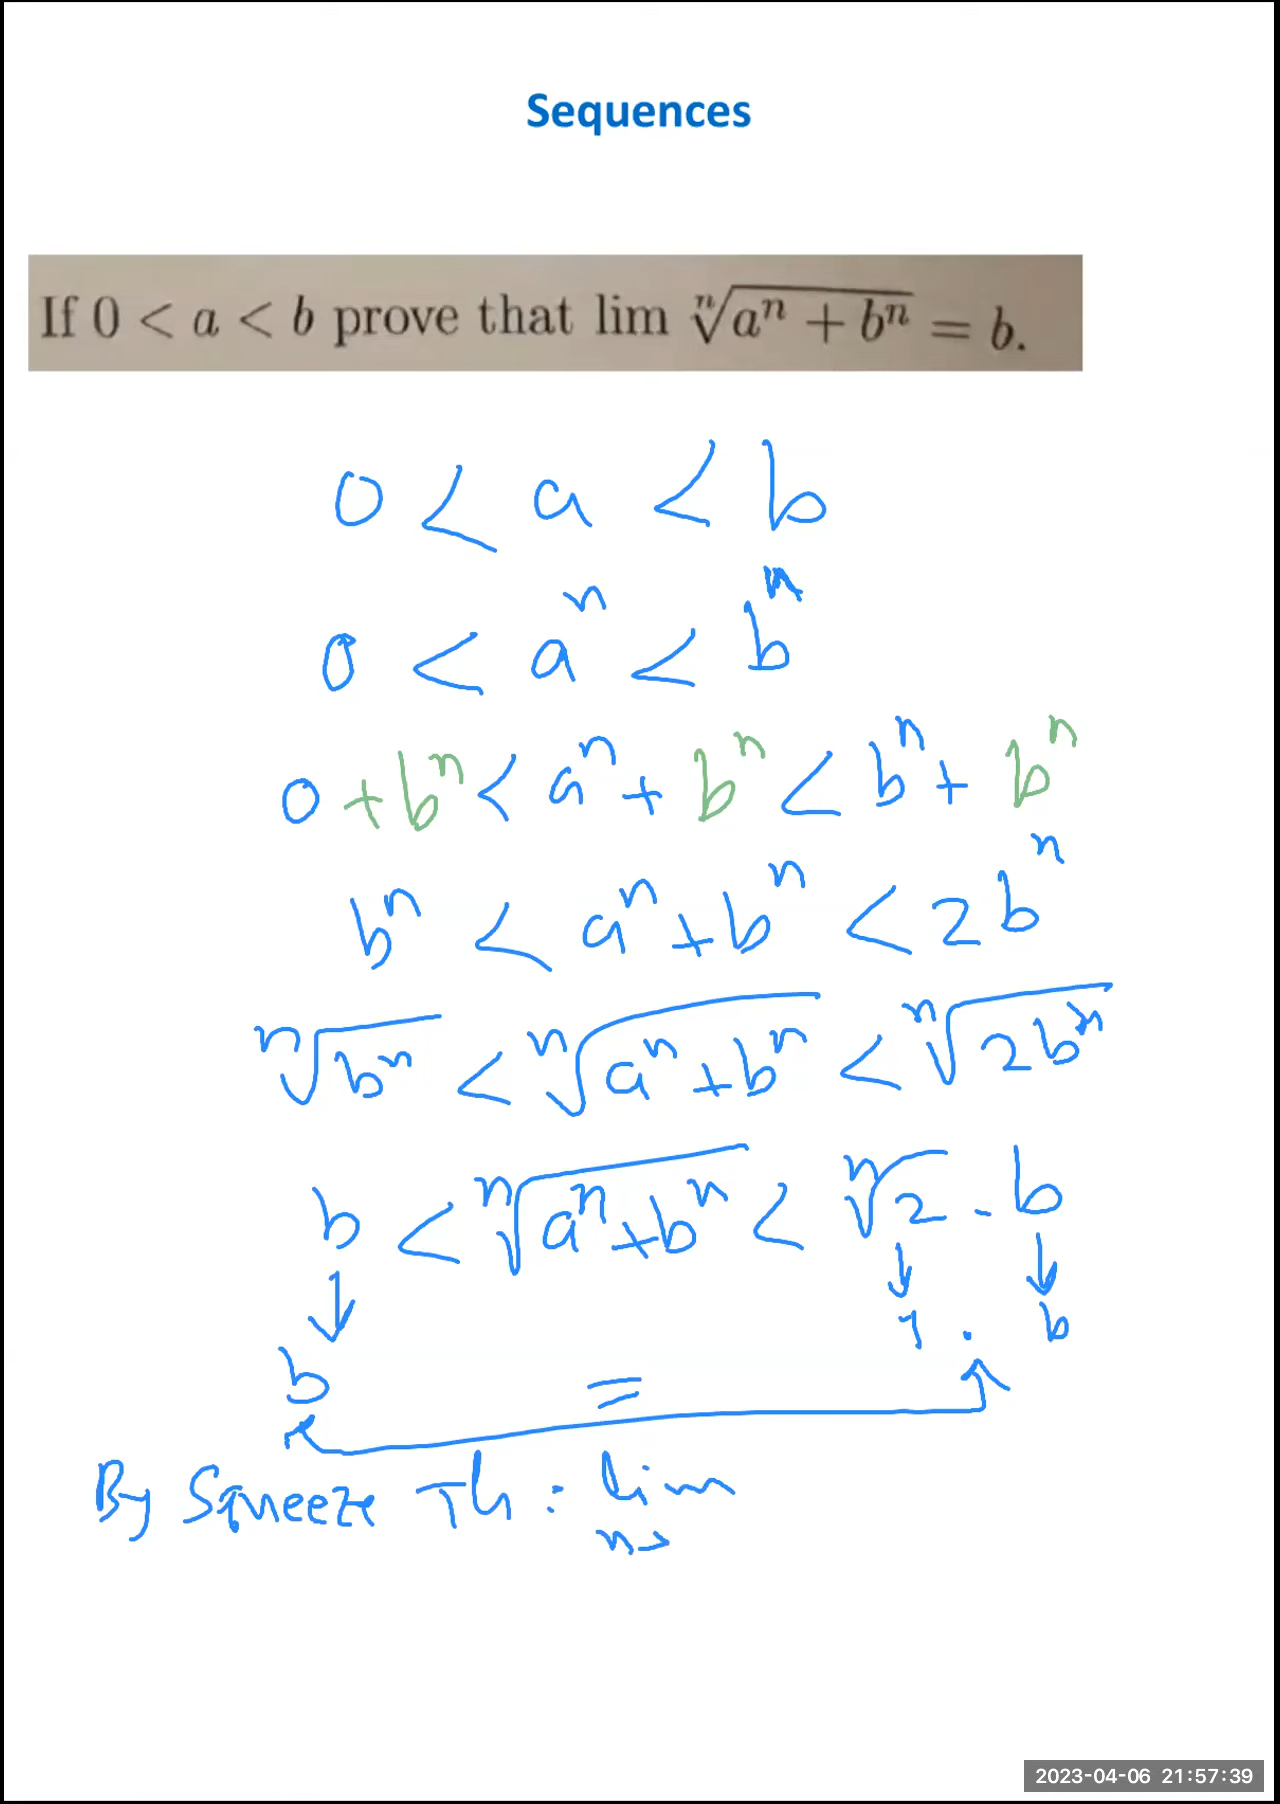 Sequences
If 0 < a < b prove that lim ⁿ√(aⁿ + bⁿ) = b.
0 < a < b
0 < aⁿ < bⁿ
0 + bⁿ < aⁿ + bⁿ < bⁿ + bⁿ
bⁿ < aⁿ + bⁿ < 2bⁿ
ⁿ√(bⁿ) < ⁿ√(aⁿ + bⁿ) < ⁿ√(2bⁿ)
b < ⁿ√(aⁿ + bⁿ) < ⁿ√2 . b
↓ ↓ ↓
1 . b
b =
By Squeeze Th : lim
n→
2023-04-06 21:57:39